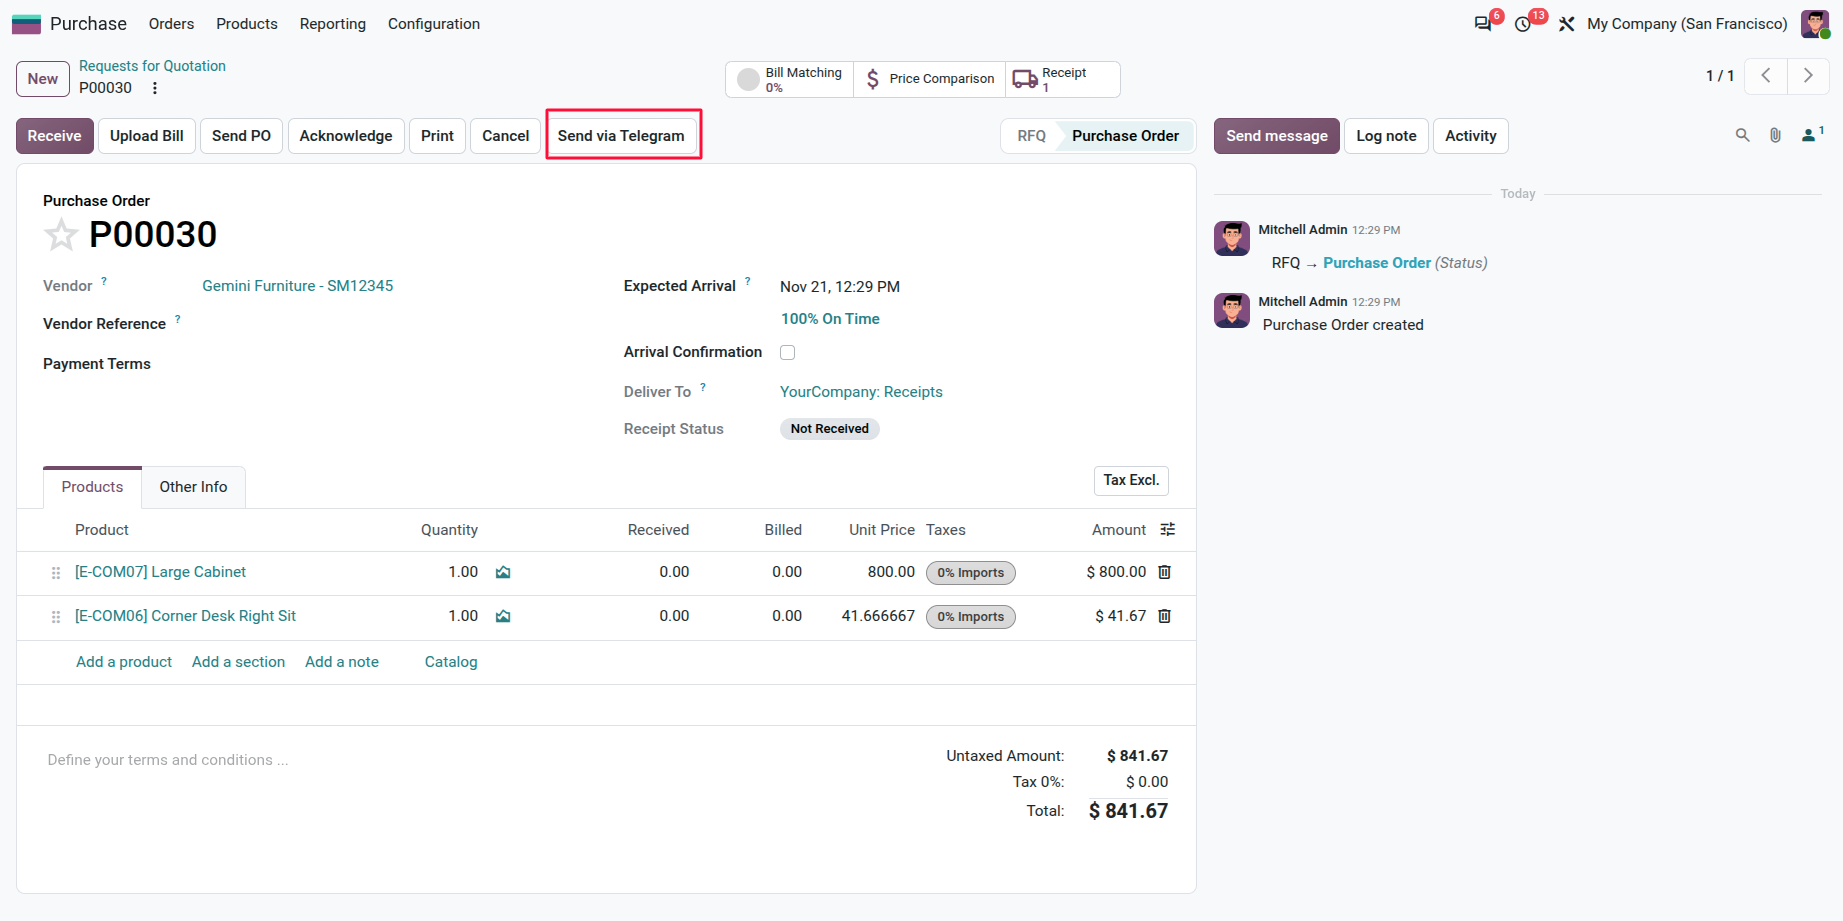 Purchase Orders Products Reporting Configuration 6 13 My Company (San Francisco)
New Requests for Quotation
P00030
Bill Matching
0%
Price Comparison
Receipt
1
1 / 1
Receive Upload Bill Send PO Acknowledge Print Cancel Send via Telegram RFQ Purchase Order
Send message Log note Activity 1
Purchase Order
P00030
Vendor ? Gemini Furniture - SM12345
Vendor Reference ?
Payment Terms
Expected Arrival ? Nov 21, 12:29 PM
100% On Time
Arrival Confirmation
Deliver To ? YourCompany: Receipts
Receipt Status Not Received
Products Other Info Tax Excl.
Product Quantity Received Billed Unit Price Taxes Amount
[E-COM07] Large Cabinet 1.00 0.00 0.00 800.00 0% Imports $ 800.00
[E-COM06] Corner Desk Right Sit 1.00 0.00 0.00 41.666667 0% Imports $ 41.67
Add a product Add a section Add a note Catalog
Define your terms and conditions ...
Untaxed Amount: $ 841.67
Tax 0%: $ 0.00
Total: $ 841.67
Today
Mitchell Admin 12:29 PM
RFQ → Purchase Order (Status)
Mitchell Admin 12:29 PM
Purchase Order created